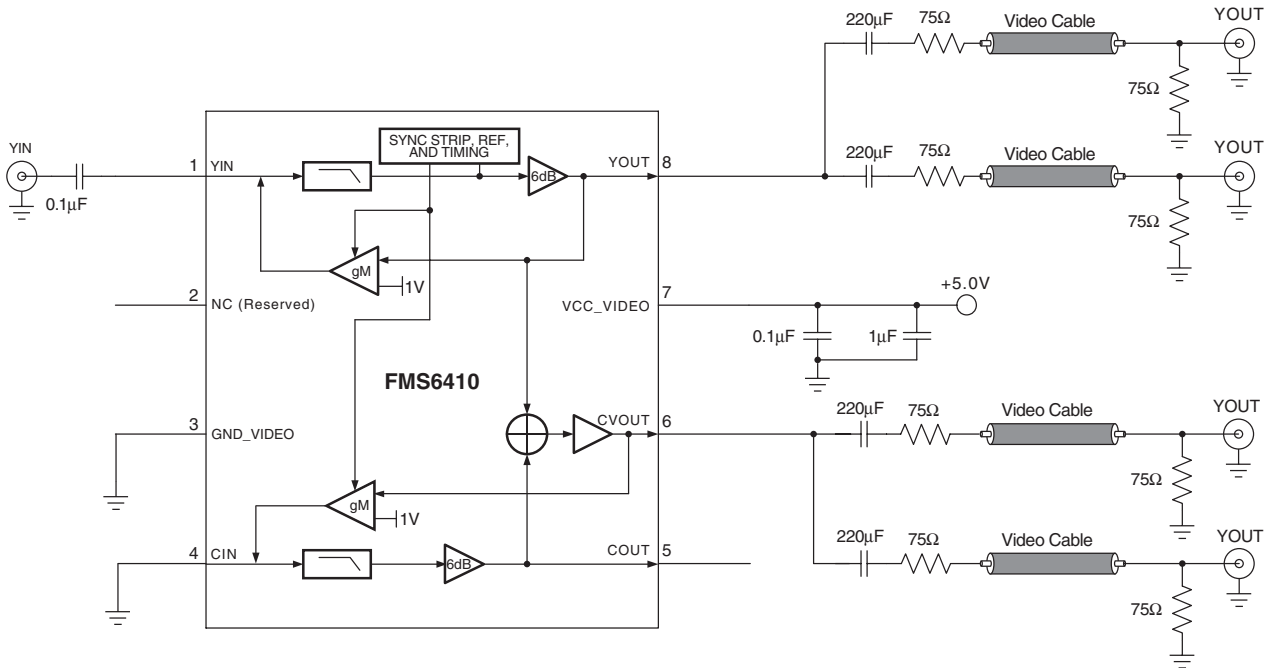 220µF
75Ω
Video Cable
YOUT
75Ω
SYNC STRIP, REF,
AND TIMING
YIN
1
YIN
6dB
YOUT
8
220µF
75Ω
Video Cable
YOUT
0.1µF
75Ω
gM
1V
2
NC (Reserved)
7
VCC_VIDEO
+5.0V
0.1µF
1µF
FMS6410
3
GND_VIDEO
CVOUT
6
220µF
75Ω
Video Cable
YOUT
75Ω
gM
1V
4
CIN
6dB
COUT
5
220µF
75Ω
Video Cable
YOUT
75Ω